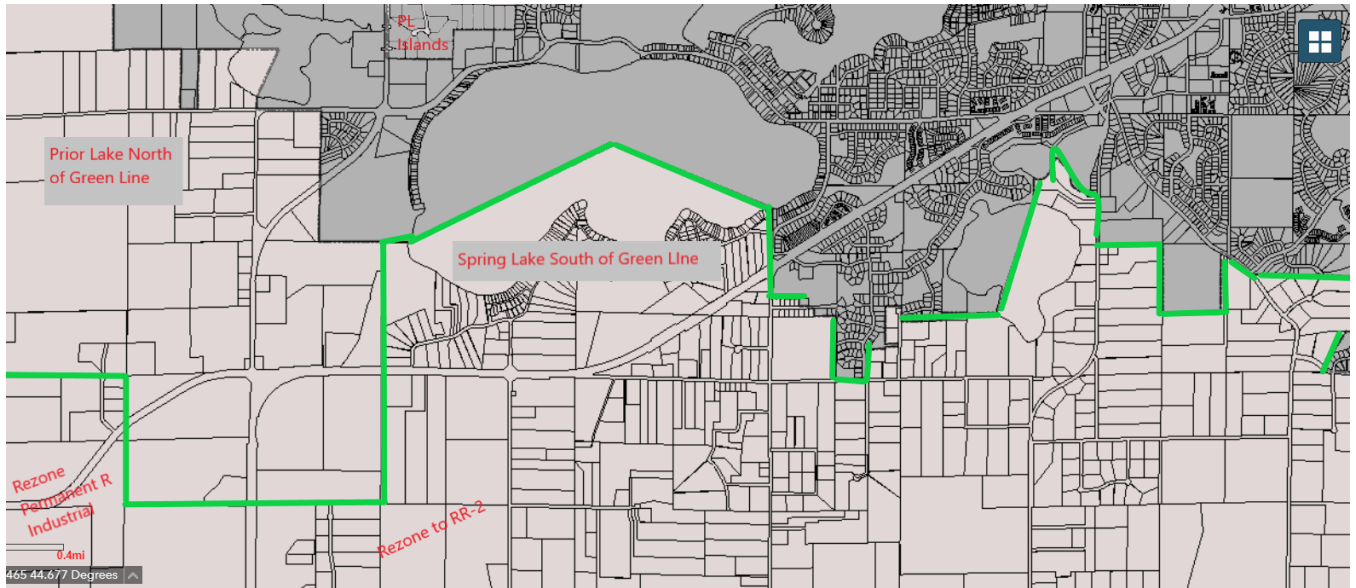 PL
Islands
Prior Lake North
of Green Line
Spring Lake South of Green LIne
Rezone
Permanent R
Industrial
Rezone to RR-2
0.4mi
465 44.677 Degrees